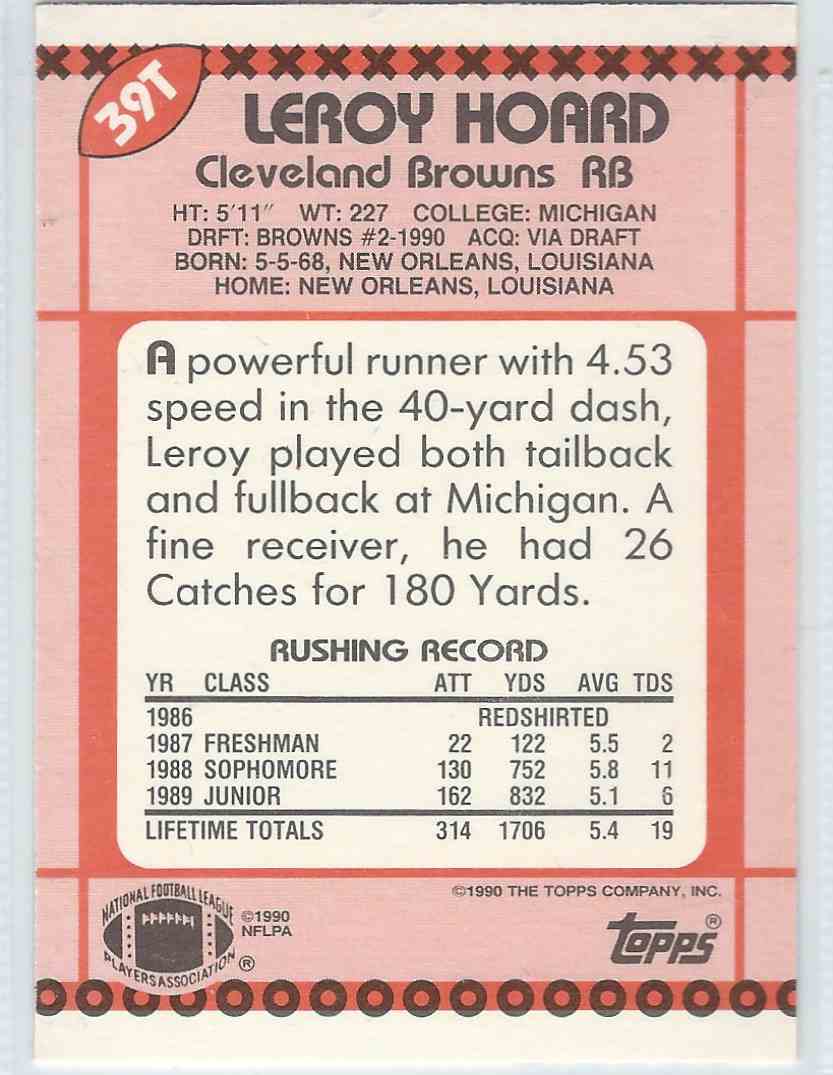 39T
LEROY HOARD
Cleveland Browns RB
HT: 5'11" WT: 227 COLLEGE: MICHIGAN
DRFT: BROWNS #2-1990 ACQ: VIA DRAFT
BORN: 5-5-68, NEW ORLEANS, LOUISIANA
HOME: NEW ORLEANS, LOUISIANA
A powerful runner with 4.53
speed in the 40-yard dash,
Leroy played both tailback
and fullback at Michigan. A
fine receiver, he had 26
Catches for 180 Yards.
RUSHING RECORD
YR CLASS ATT YDS AVG TDS
1986 REDSHIRTED
1987 FRESHMAN 22 122 5.5 2
1988 SOPHOMORE 130 752 5.8 11
1989 JUNIOR 162 832 5.1 6
LIFETIME TOTALS 314 1706 5.4 19
©1990 THE TOPPS COMPANY, INC.
NATIONAL FOOTBALL LEAGUE
PLAYERS ASSOCIATION ®
©1990
NFLPA
TOPPS®